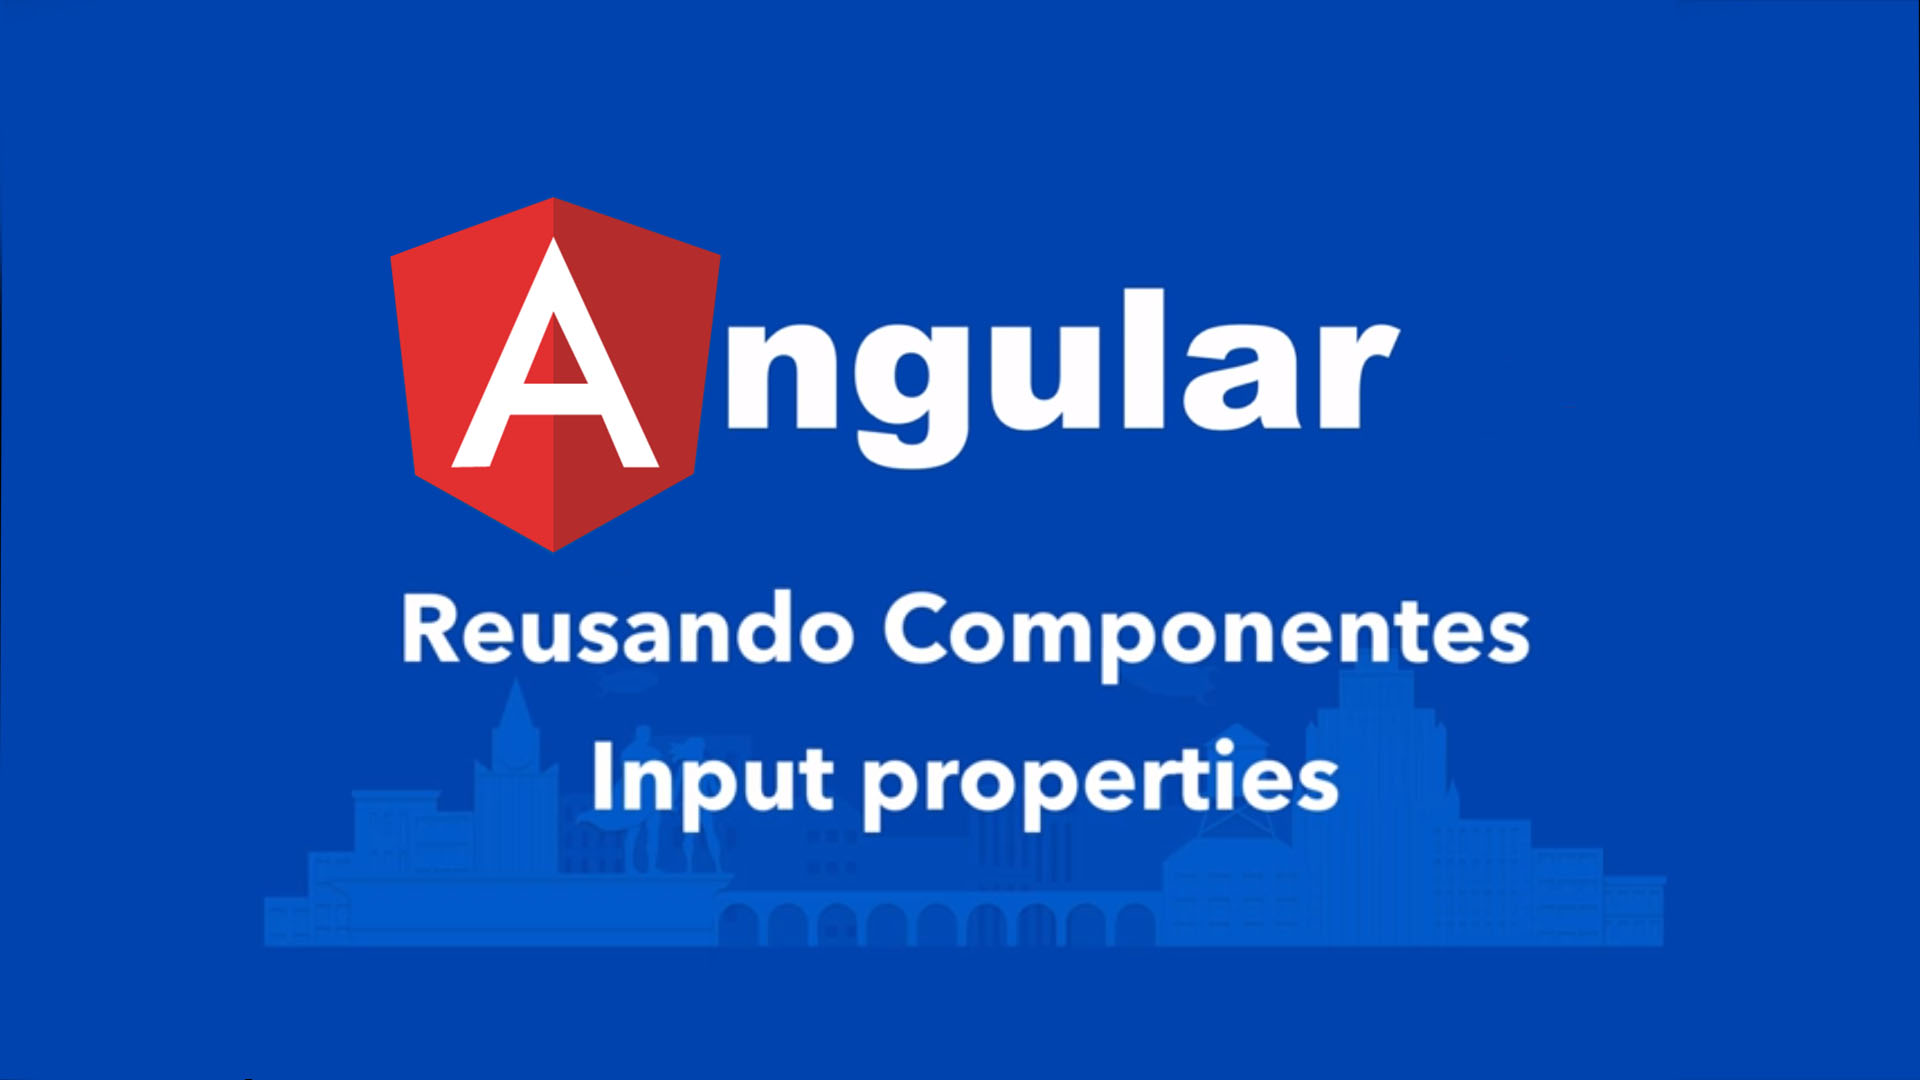 Angular
Reusando Componentes
Input properties